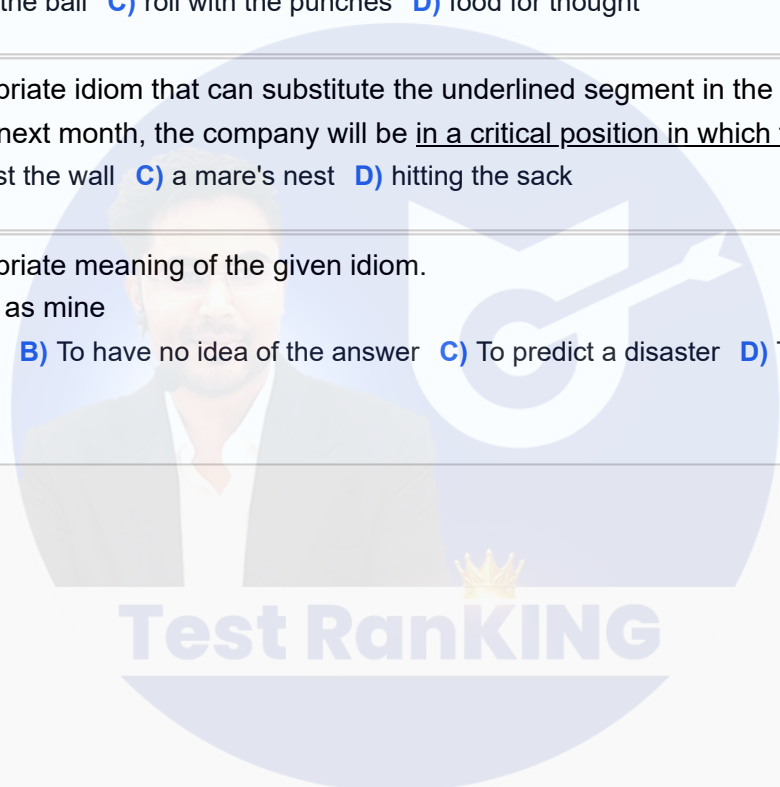 the ball C) roll with the punches D) food for thought
priate idiom that can substitute the underlined segment in the
next month, the company will be in a critical position in which
st the wall C) a mare's nest D) hitting the sack
priate meaning of the given idiom.
as mine
B) To have no idea of the answer C) To predict a disaster D)
Test RanKING